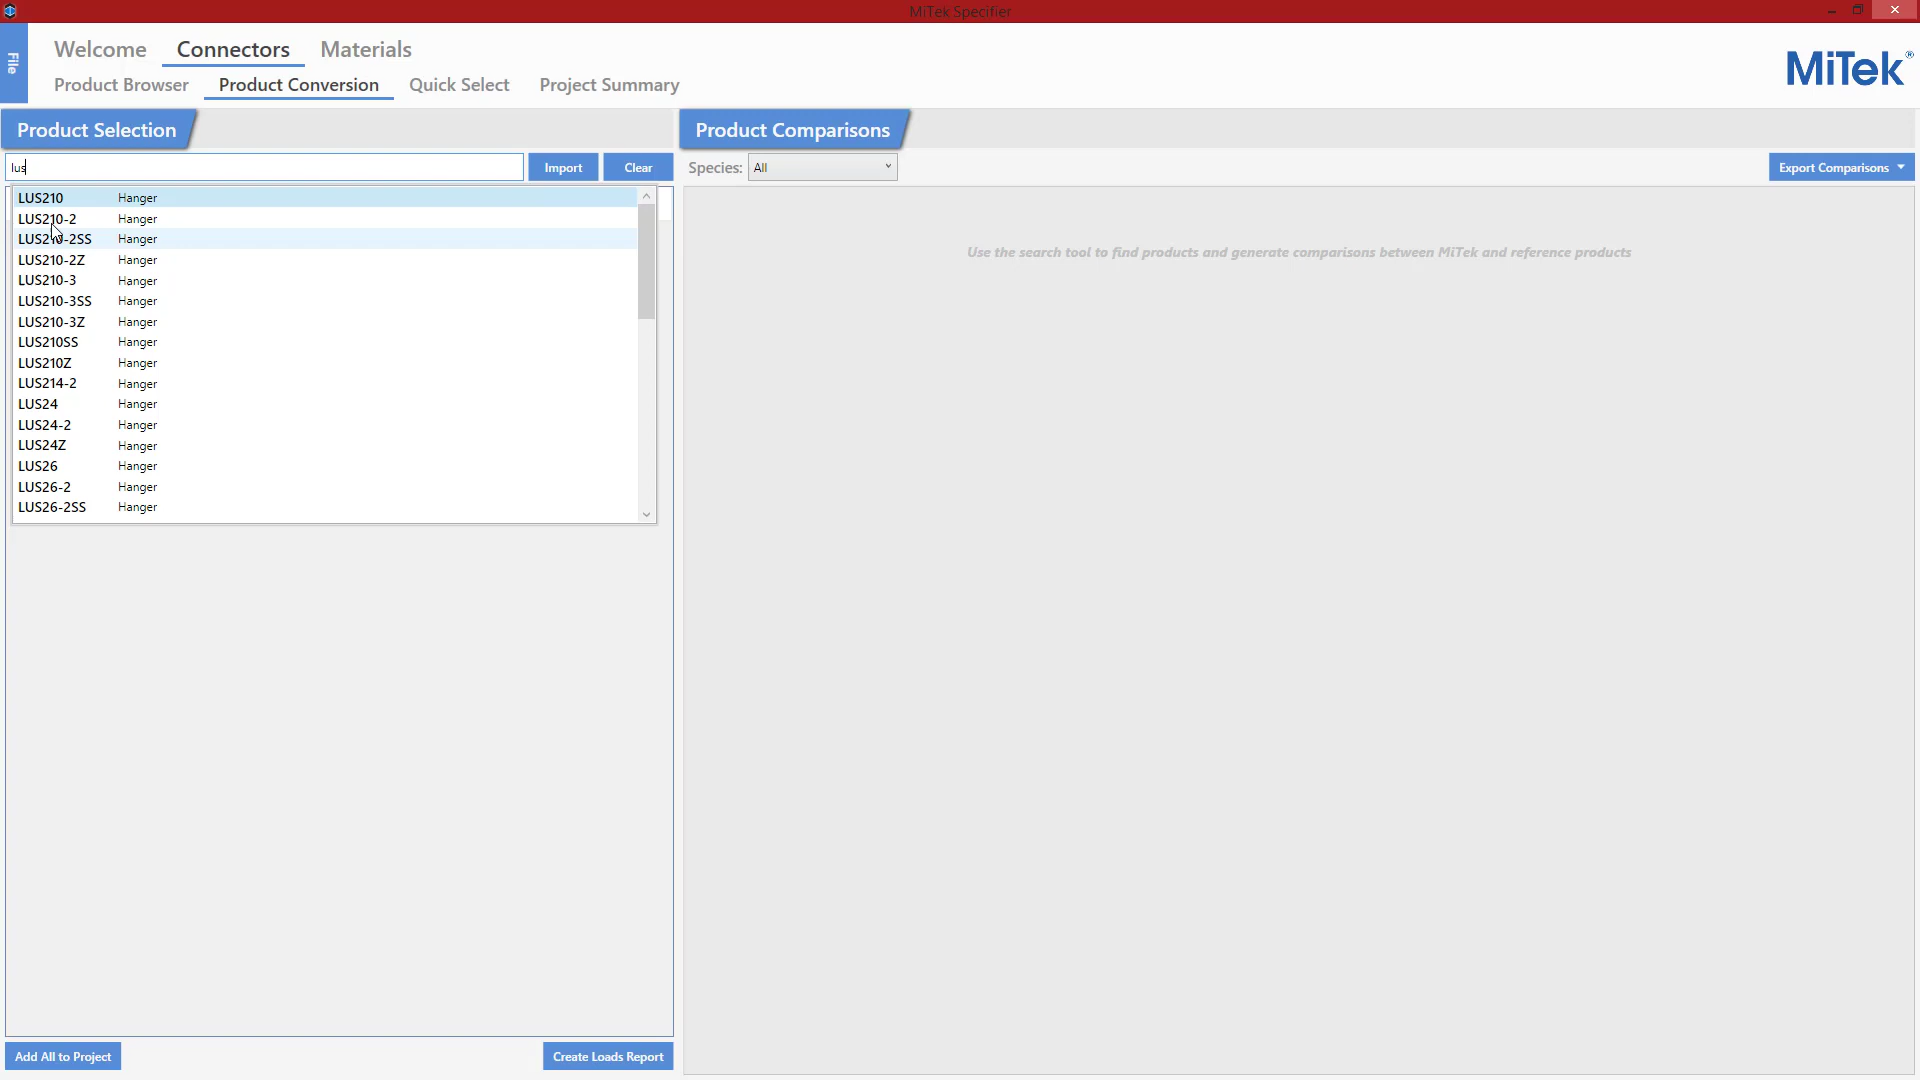 MiTek Specifier
File
Welcome Connectors Materials
MiTek®
Product Browser Product Conversion Quick Select Project Summary
Product Selection
Product Comparisons
lus Import Clear
Species: All Export Comparisons
LUS210 Hanger
LUS210-2 Hanger
LUS210-2SS Hanger
LUS210-2Z Hanger
LUS210-3 Hanger
LUS210-3SS Hanger
LUS210-3Z Hanger
LUS210SS Hanger
LUS210Z Hanger
LUS214-2 Hanger
LUS24 Hanger
LUS24-2 Hanger
LUS24Z Hanger
LUS26 Hanger
LUS26-2 Hanger
LUS26-2SS Hanger
Use the search tool to find products and generate comparisons between MiTek and reference products
Add All to Project Create Loads Report